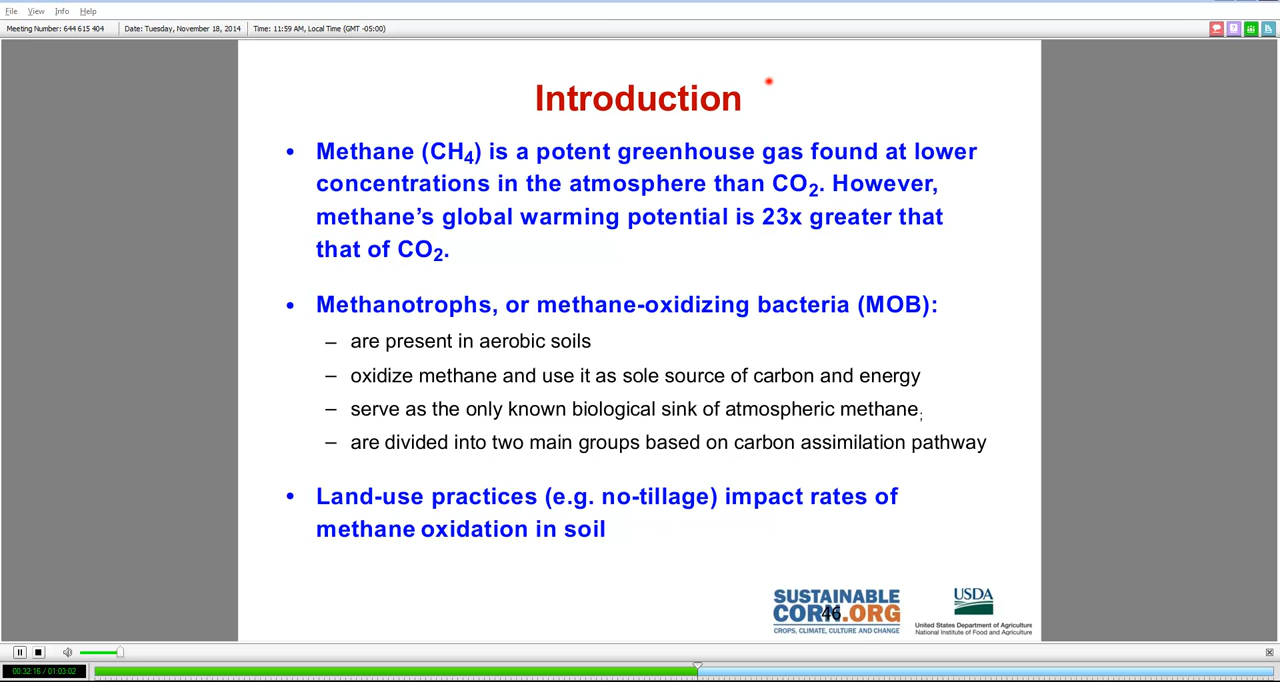 File View Info Help
Meeting Number: 644 615 404 Date: Tuesday, November 18, 2014 Time: 11:59 AM, Local Time (GMT -05:00)
Introduction
• Methane (CH4) is a potent greenhouse gas found at lower
concentrations in the atmosphere than CO2. However,
methane’s global warming potential is 23x greater that
that of CO2.
• Methanotrophs, or methane-oxidizing bacteria (MOB):
– are present in aerobic soils
– oxidize methane and use it as sole source of carbon and energy
– serve as the only known biological sink of atmospheric methane;
– are divided into two main groups based on carbon assimilation pathway
• Land-use practices (e.g. no-tillage) impact rates of
methane oxidation in soil
SUSTAINABLE
CORN.ORG
46
CROPS, CLIMATE, CULTURE AND CHANGE
USDA
United States Department of Agriculture
National Institute of Food and Agriculture
00:32:16 / 01:03:02